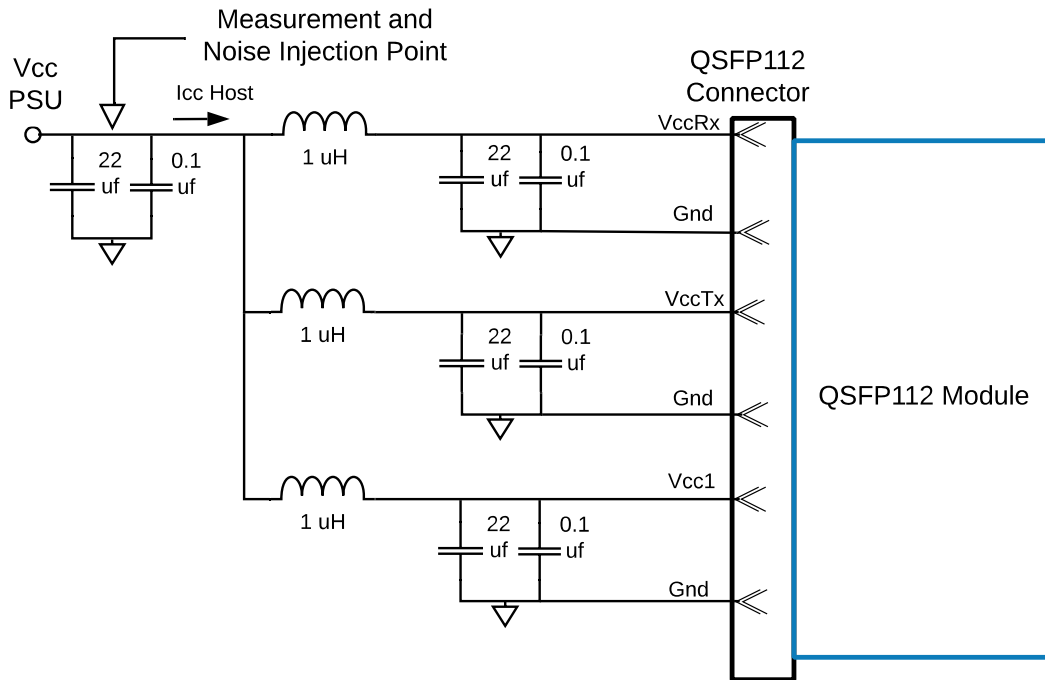 Measurement and
Noise Injection Point
Vcc
PSU
Icc Host
QSFP112
Connector
VccRx
1 uH
22
uf
0.1
uf
22
uf
0.1
uf
Gnd
VccTx
1 uH
22
uf
0.1
uf
Gnd
QSFP112 Module
Vcc1
1 uH
22
uf
0.1
uf
Gnd